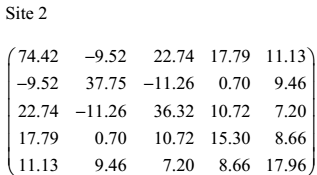 Site 2
74.42 −9.52 22.74 17.79 11.13
−9.52 37.75 −11.26 0.70 9.46
22.74 −11.26 36.32 10.72 7.20
17.79 0.70 10.72 15.30 8.66
11.13 9.46 7.20 8.66 17.96